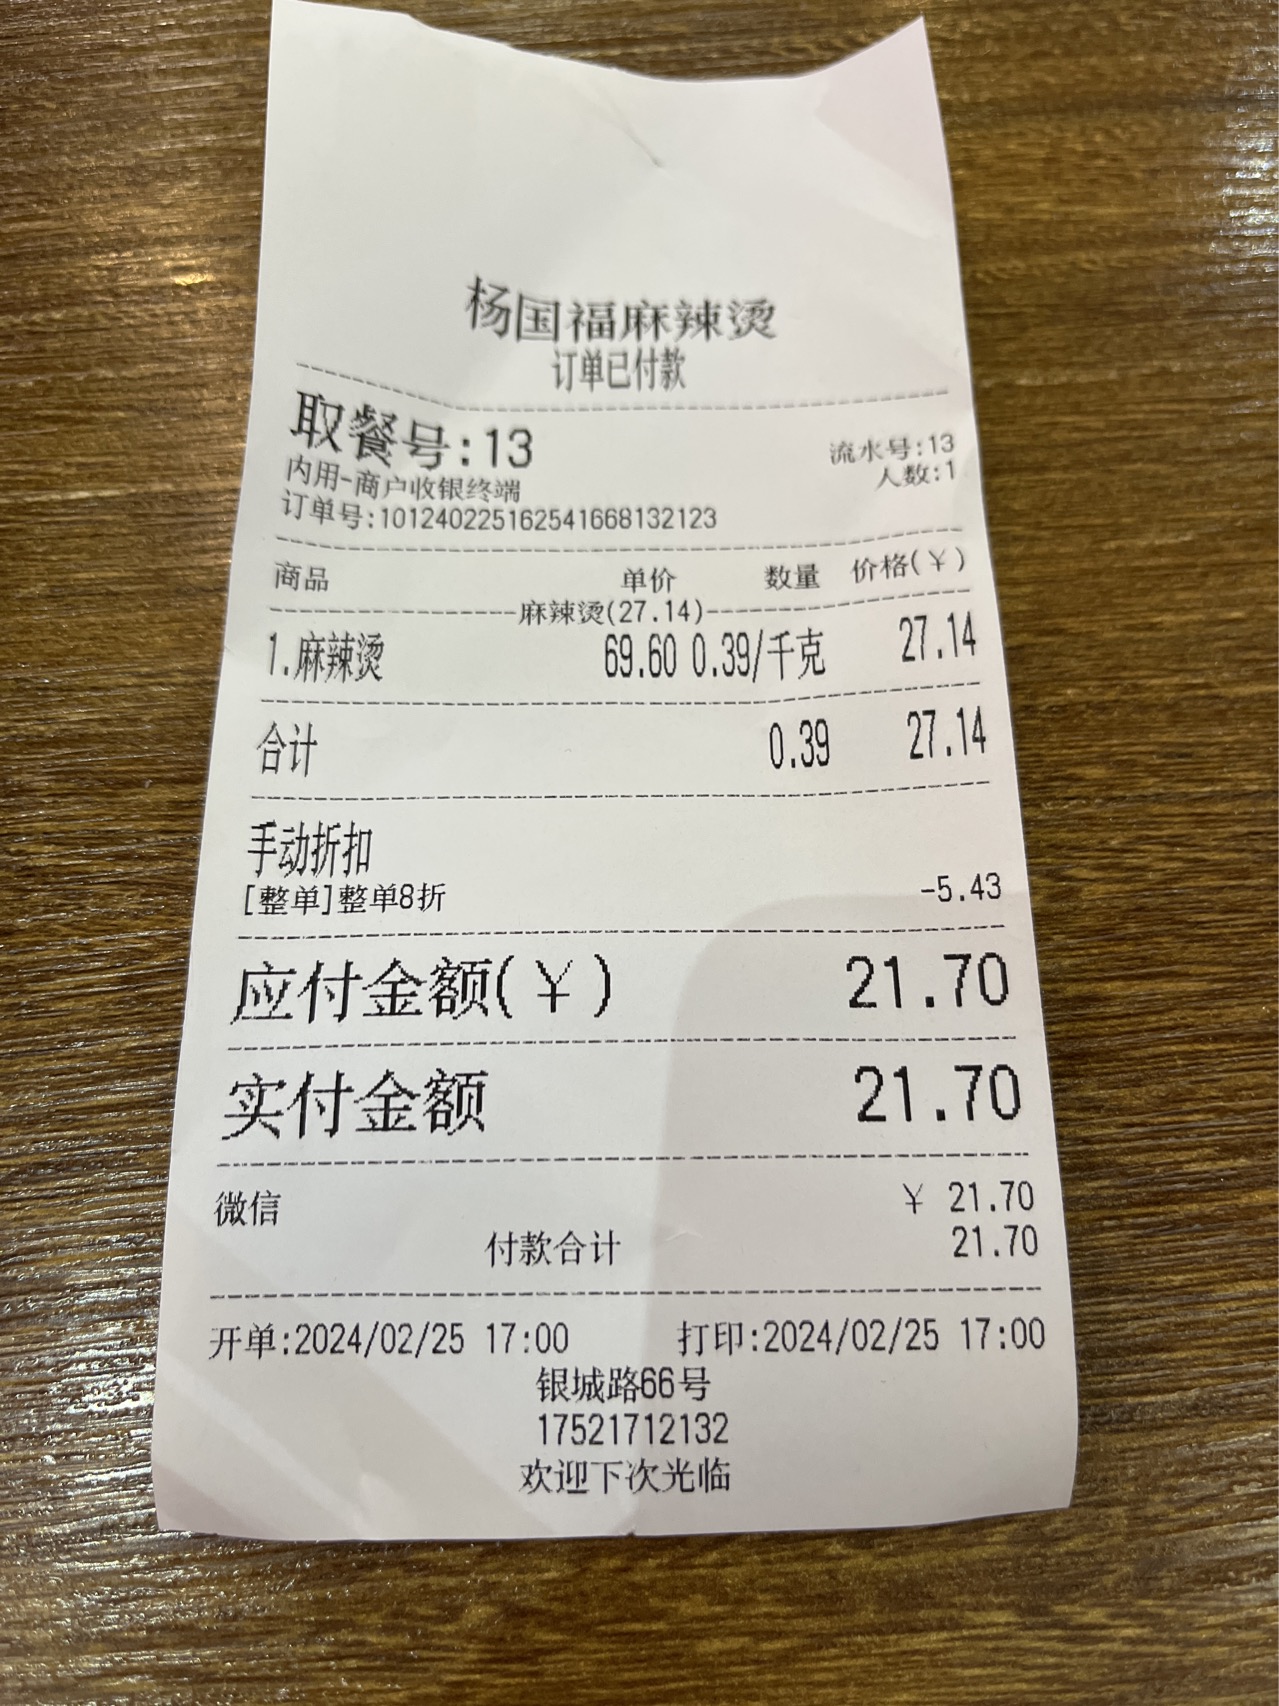 杨国福麻辣烫
订单已付款
取餐号:13 流水号:13
内用-商户收银终端 人数:1
订单号:101240225162541668132123
商品 单价 数量 价格(¥)
麻辣烫(27.14)
1.麻辣烫 69.60 0.39/千克 27.14
合计 0.39 27.14
手动折扣
[整单]整单8折 -5.43
应付金额(¥) 21.70
实付金额 21.70
微信 ¥ 21.70
付款合计 21.70
开单:2024/02/25 17:00 打印:2024/02/25 17:00
银城路66号
17521712132
欢迎下次光临